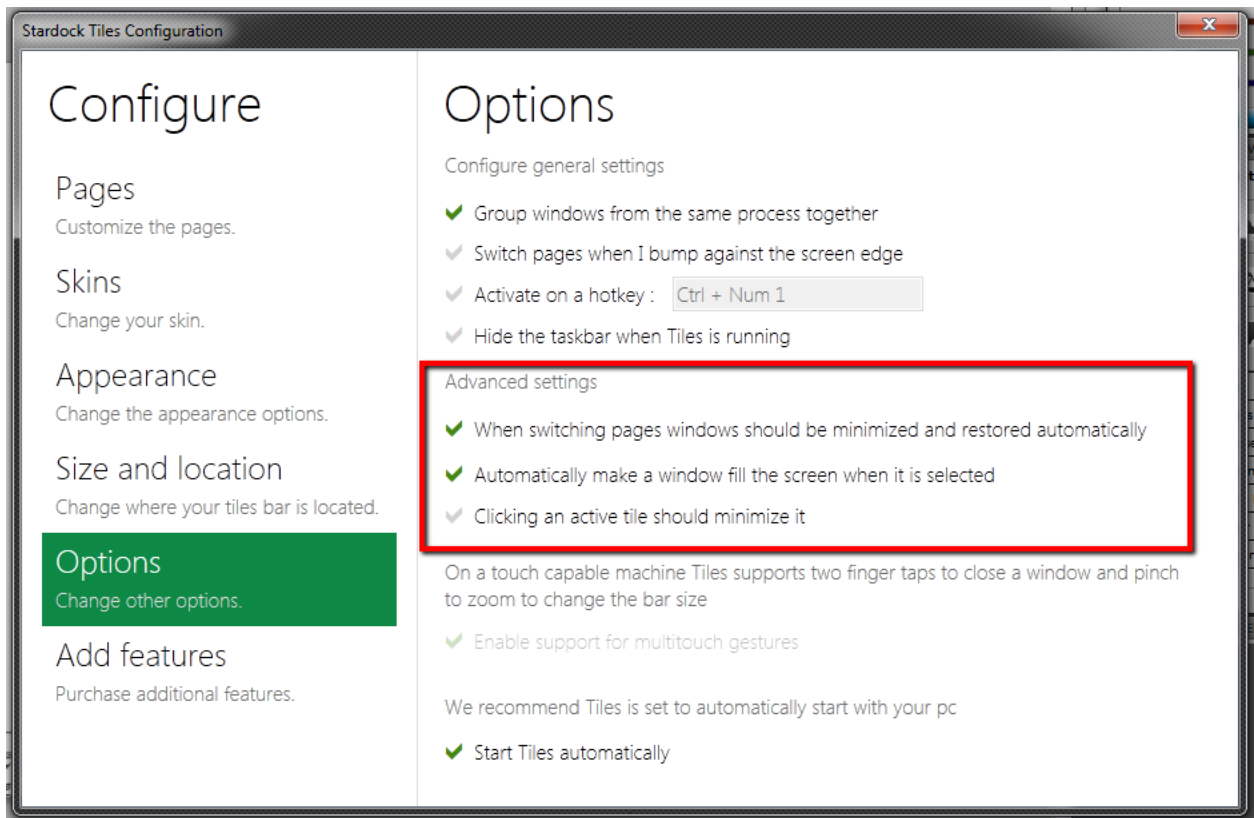 Stardock Tiles Configuration
Configure
Pages
Customize the pages.
Skins
Change your skin.
Appearance
Change the appearance options.
Size and location
Change where your tiles bar is located.
Options
Change other options.
Add features
Purchase additional features.
Options
Configure general settings
Group windows from the same process together
Switch pages when I bump against the screen edge
Activate on a hotkey : Ctrl + Num 1
Hide the taskbar when Tiles is running
Advanced settings
When switching pages windows should be minimized and restored automatically
Automatically make a window fill the screen when it is selected
Clicking an active tile should minimize it
On a touch capable machine Tiles supports two finger taps to close a window and pinch
to zoom to change the bar size
Enable support for multitouch gestures
We recommend Tiles is set to automatically start with your pc
Start Tiles automatically